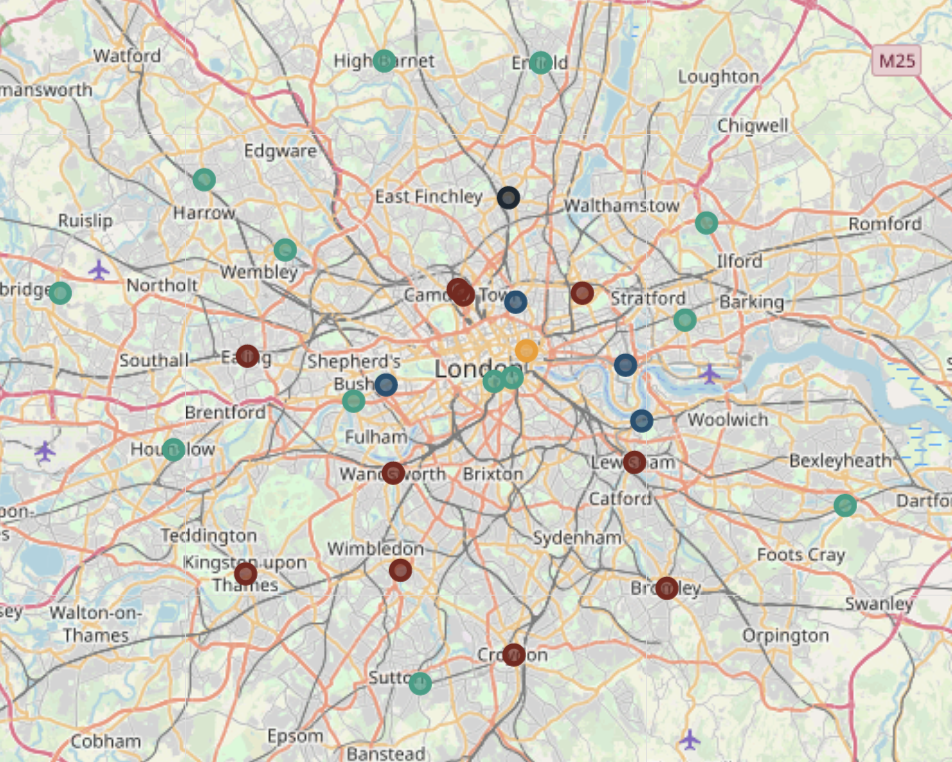 Watford
High Barnet
Enfield
M25
Loughton
mansworth
Chigwell
Edgware
East Finchley
Walthamstow
Harrow
Ruislip
Romford
Ilford
Wembley
Northolt
bridge
Camd Town
Stratford
Barking
Southall
Ealing
Shepherd's
Bush
London
Brentford
Woolwich
Fulham
Hounslow
Wandsworth
Brixton
Lewisham
Bexleyheath
Catford
Dartfo
Teddington
Sydenham
Wimbledon
Foots Cray
Kingston upon
Thames
Bromley
Walton-on-
Thames
Swanley
Orpington
Croydon
Sutton
Epsom
Cobham
Banstead